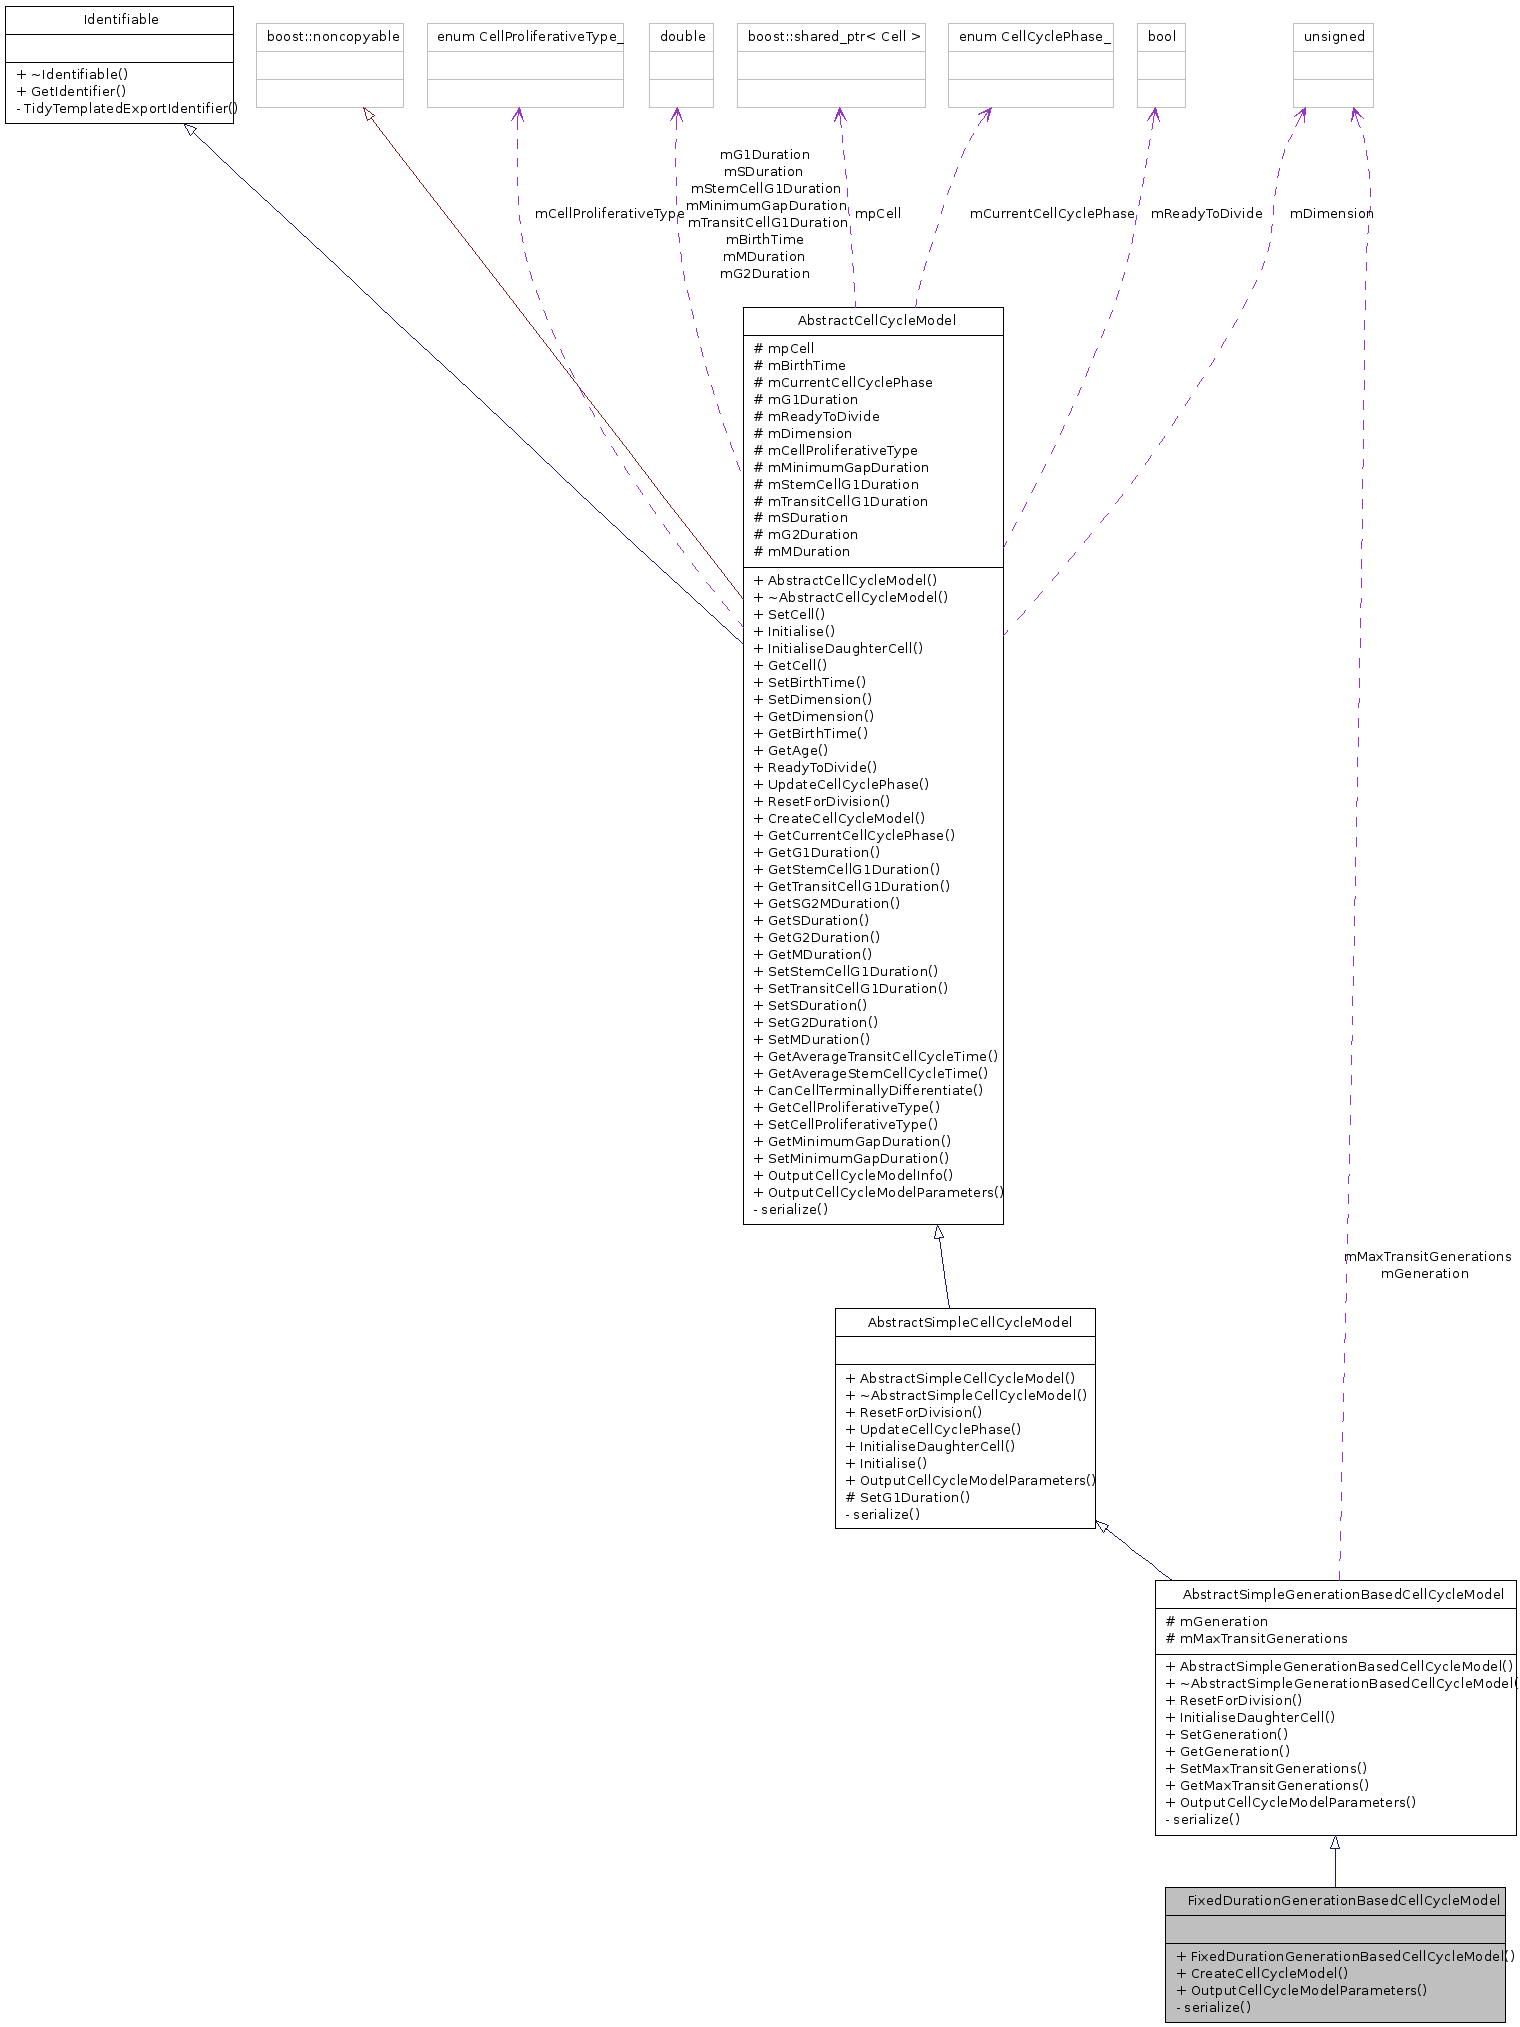 Identifiable
+ ~Identifiable()
+ GetIdentifier()
- TidyTemplatedExportIdentifier()
boost::noncopyable
enum CellProliferativeType_
double
boost::shared_ptr< Cell >
enum CellCyclePhase_
bool
unsigned
mCellProliferativeType
mG1Duration
mSDuration
mStemCellG1Duration
mMinimumGapDuration
mTransitCellG1Duration
mBirthTime
mMDuration
mG2Duration
mpCell
mCurrentCellCyclePhase
mReadyToDivide
mDimension
AbstractCellCycleModel
# mpCell
# mBirthTime
# mCurrentCellCyclePhase
# mG1Duration
# mReadyToDivide
# mDimension
# mCellProliferativeType
# mMinimumGapDuration
# mStemCellG1Duration
# mTransitCellG1Duration
# mSDuration
# mG2Duration
# mMDuration
+ AbstractCellCycleModel()
+ ~AbstractCellCycleModel()
+ SetCell()
+ Initialise()
+ InitialiseDaughterCell()
+ GetCell()
+ SetBirthTime()
+ SetDimension()
+ GetDimension()
+ GetBirthTime()
+ GetAge()
+ ReadyToDivide()
+ UpdateCellCyclePhase()
+ ResetForDivision()
+ CreateCellCycleModel()
+ GetCurrentCellCyclePhase()
+ GetG1Duration()
+ GetStemCellG1Duration()
+ GetTransitCellG1Duration()
+ GetSG2MDuration()
+ GetSDuration()
+ GetG2Duration()
+ GetMDuration()
+ SetStemCellG1Duration()
+ SetTransitCellG1Duration()
+ SetSDuration()
+ SetG2Duration()
+ SetMDuration()
+ GetAverageTransitCellCycleTime()
+ GetAverageStemCellCycleTime()
+ CanCellTerminallyDifferentiate()
+ GetCellProliferativeType()
+ SetCellProliferativeType()
+ GetMinimumGapDuration()
+ SetMinimumGapDuration()
+ OutputCellCycleModelInfo()
+ OutputCellCycleModelParameters()
- serialize()
mMaxTransitGenerations
mGeneration
AbstractSimpleCellCycleModel
+ AbstractSimpleCellCycleModel()
+ ~AbstractSimpleCellCycleModel()
+ ResetForDivision()
+ UpdateCellCyclePhase()
+ InitialiseDaughterCell()
+ Initialise()
+ OutputCellCycleModelParameters()
# SetG1Duration()
- serialize()
AbstractSimpleGenerationBasedCellCycleModel
# mGeneration
# mMaxTransitGenerations
+ AbstractSimpleGenerationBasedCellCycleModel()
+ ~AbstractSimpleGenerationBasedCellCycleModel(
+ ResetForDivision()
+ InitialiseDaughterCell()
+ SetGeneration()
+ GetGeneration()
+ SetMaxTransitGenerations()
+ GetMaxTransitGenerations()
+ OutputCellCycleModelParameters()
- serialize()
FixedDurationGenerationBasedCellCycleModel
+ FixedDurationGenerationBasedCellCycleModel()
+ CreateCellCycleModel()
+ OutputCellCycleModelParameters()
- serialize()